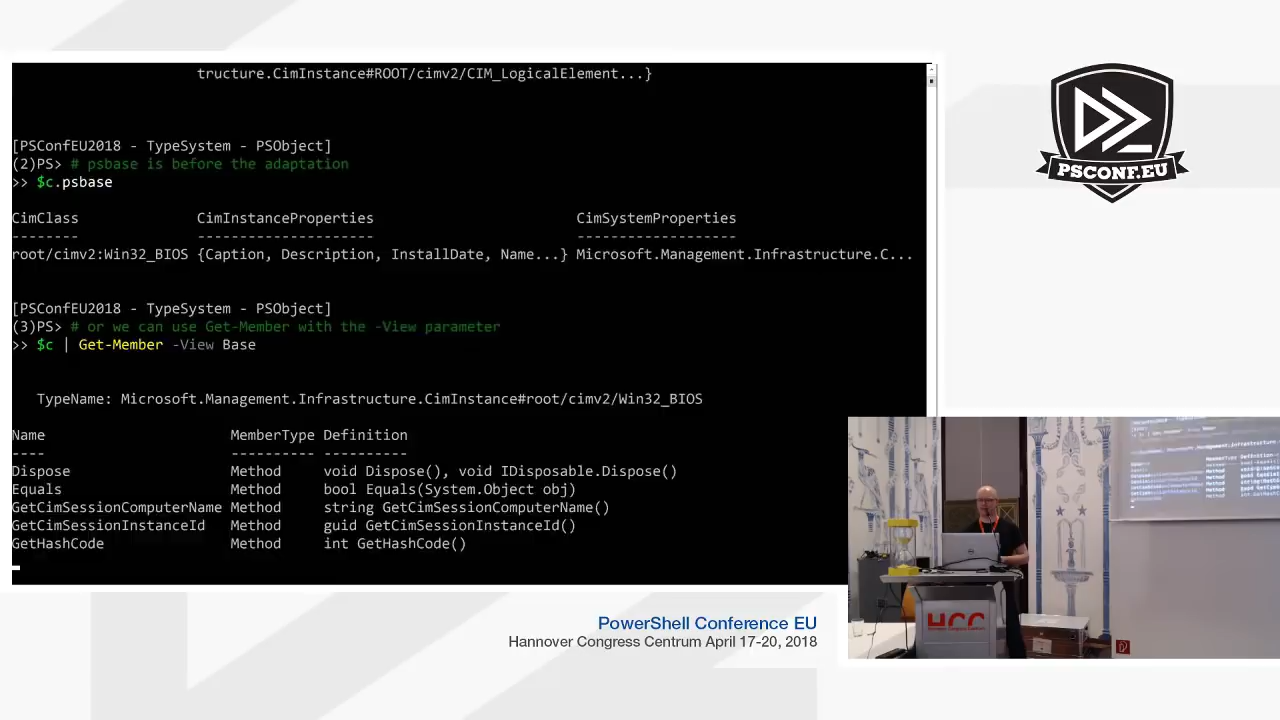 tructure.CimInstance#ROOT/cimv2/CIM_LogicalElement...}
[PSConfEU2018 - TypeSystem - PSObject]
(2)PS> # psbase is before the adaptation
>> $c.psbase
CimClass CimInstanceProperties CimSystemProperties
-------- --------------------- -------------------
root/cimv2:Win32_BIOS {Caption, Description, InstallDate, Name...} Microsoft.Management.Infrastructure.C...
[PSConfEU2018 - TypeSystem - PSObject]
(3)PS> # or we can use Get-Member with the -View parameter
>> $c | Get-Member -View Base
TypeName: Microsoft.Management.Infrastructure.CimInstance#root/cimv2/Win32_BIOS
Name MemberType Definition
---- ---------- ----------
Dispose Method void Dispose(), void IDisposable.Dispose()
Equals Method bool Equals(System.Object obj)
GetCimSessionComputerName Method string GetCimSessionComputerName()
GetCimSessionInstanceId Method guid GetCimSessionInstanceId()
GetHashCode Method int GetHashCode()
PSCONF.EU
HCC
PowerShell Conference EU
Hannover Congress Centrum April 17-20, 2018